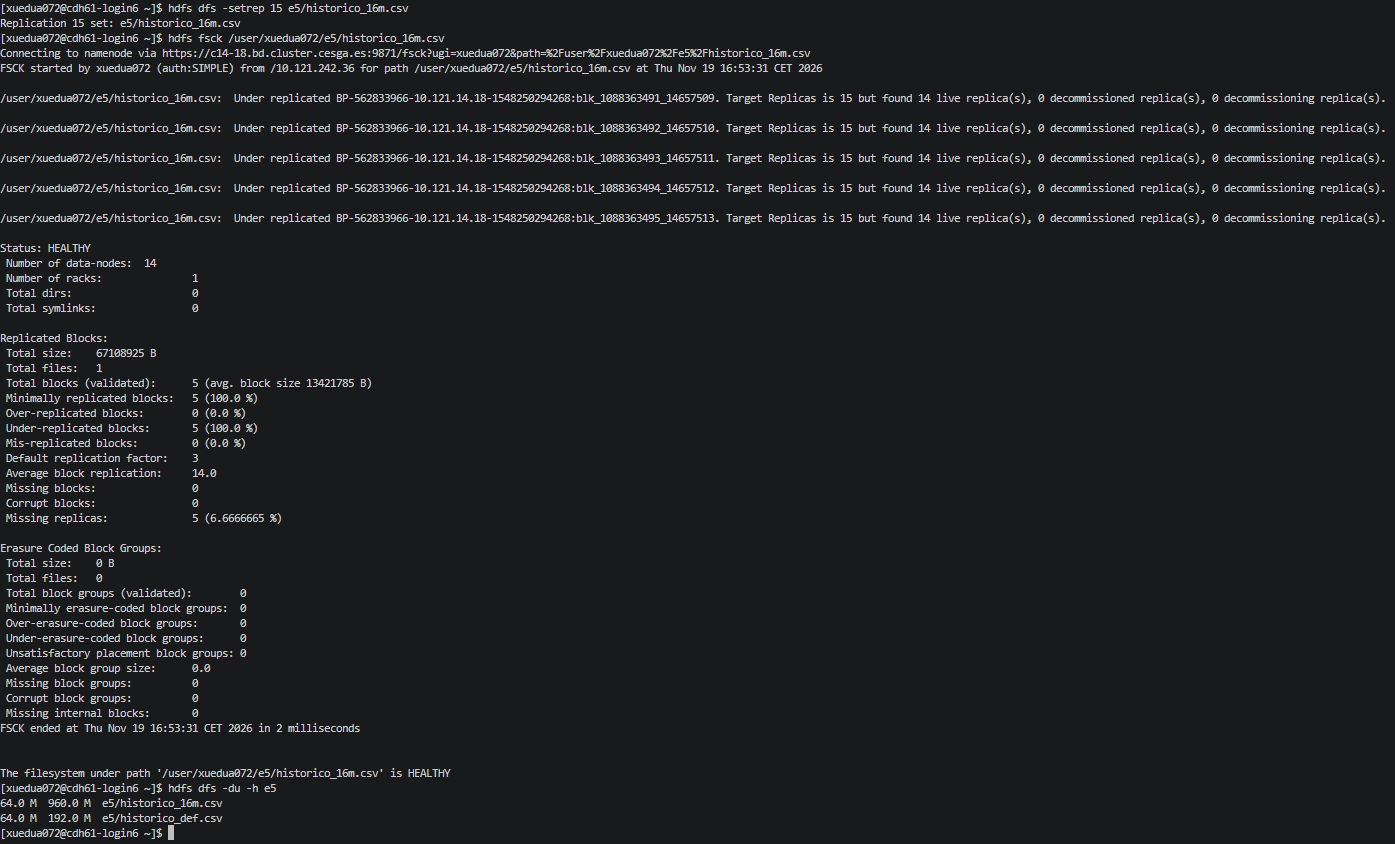 [xuedua072@cdh61-login6 ~]$ hdfs dfs -setrep 15 e5/historico_16m.csv
Replication 15 set: e5/historico_16m.csv
[xuedua072@cdh61-login6 ~]$ hdfs fsck /user/xuedua072/e5/historico_16m.csv
Connecting to namenode via https://c14-18.bd.cluster.cesga.es:9871/fsck?ugi=xuedua072&path=%2Fuser%2Fxuedua072%2Fe5%2Fhistorico_16m.csv
FSCK started by xuedua072 (auth:SIMPLE) from /10.121.242.36 for path /user/xuedua072/e5/historico_16m.csv at Thu Nov 19 16:53:31 CET 2026
/user/xuedua072/e5/historico_16m.csv:  Under replicated BP-562833966-10.121.14.18-1548250294268:blk_1088363491_14657509. Target Replicas is 15 but found 14 live replica(s), 0 decommissioned replica(s), 0 decommissioning replica(s).
/user/xuedua072/e5/historico_16m.csv:  Under replicated BP-562833966-10.121.14.18-1548250294268:blk_1088363492_14657510. Target Replicas is 15 but found 14 live replica(s), 0 decommissioned replica(s), 0 decommissioning replica(s).
/user/xuedua072/e5/historico_16m.csv:  Under replicated BP-562833966-10.121.14.18-1548250294268:blk_1088363493_14657511. Target Replicas is 15 but found 14 live replica(s), 0 decommissioned replica(s), 0 decommissioning replica(s).
/user/xuedua072/e5/historico_16m.csv:  Under replicated BP-562833966-10.121.14.18-1548250294268:blk_1088363494_14657512. Target Replicas is 15 but found 14 live replica(s), 0 decommissioned replica(s), 0 decommissioning replica(s).
/user/xuedua072/e5/historico_16m.csv:  Under replicated BP-562833966-10.121.14.18-1548250294268:blk_1088363495_14657513. Target Replicas is 15 but found 14 live replica(s), 0 decommissioned replica(s), 0 decommissioning replica(s).
Status: HEALTHY
Number of data-nodes:  14
Number of racks:               1
Total dirs:                    0
Total symlinks:                0
Replicated Blocks:
Total size:    67108925 B
Total files:   1
Total blocks (validated):      5 (avg. block size 13421785 B)
Minimally replicated blocks:   5 (100.0 %)
Over-replicated blocks:        0 (0.0 %)
Under-replicated blocks:       5 (100.0 %)
Mis-replicated blocks:         0 (0.0 %)
Default replication factor:    3
Average block replication:     14.0
Missing blocks:                0
Corrupt blocks:                0
Missing replicas:              5 (6.6666665 %)
Erasure Coded Block Groups:
Total size:    0 B
Total files:   0
Total block groups (validated):        0
Minimally erasure-coded block groups:  0
Over-erasure-coded block groups:       0
Under-erasure-coded block groups:      0
Unsatisfactory placement block groups: 0
Average block group size:      0.0
Missing block groups:          0
Corrupt block groups:          0
Missing internal blocks:       0
FSCK ended at Thu Nov 19 16:53:31 CET 2026 in 2 milliseconds
The filesystem under path '/user/xuedua072/e5/historico_16m.csv' is HEALTHY
[xuedua072@cdh61-login6 ~]$ hdfs dfs -du -h e5
64.0 M  960.0 M  e5/historico_16m.csv
64.0 M  192.0 M  e5/historico_def.csv
[xuedua072@cdh61-login6 ~]$